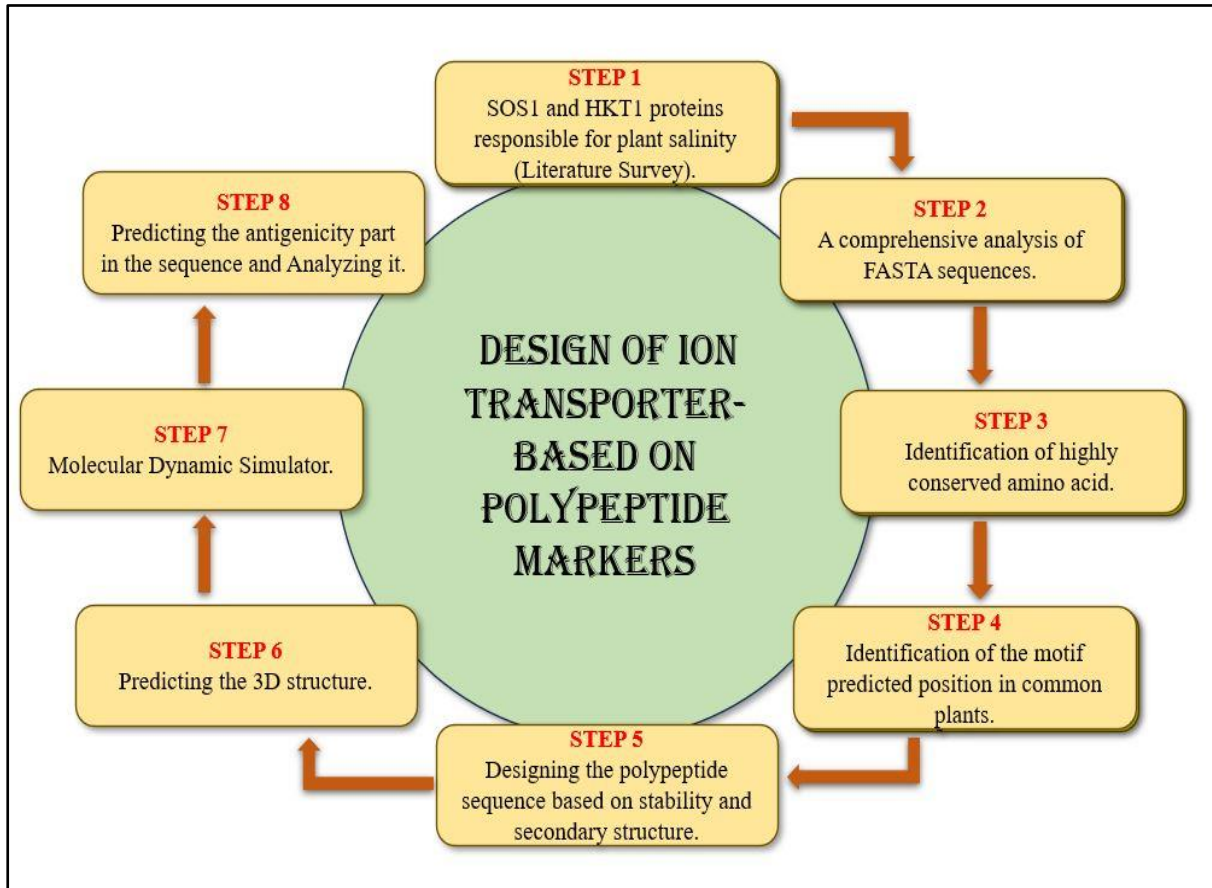 STEP 1
SOS1 and HKT1 proteins
responsible for plant salinity
(Literature Survey).
STEP 2
A comprehensive analysis of
FASTA sequences.
STEP 3
Identification of highly
conserved amino acid.
STEP 4
Identification of the motif
predicted position in common
plants.
STEP 5
Designing the polypeptide
sequence based on stability and
secondary structure.
STEP 6
Predicting the 3D structure.
STEP 7
Molecular Dynamic Simulator.
STEP 8
Predicting the antigenicity part
in the sequence and Analyzing it.
DESIGN OF ION
TRANSPORTER-
BASED ON
POLYPEPTIDE
MARKERS